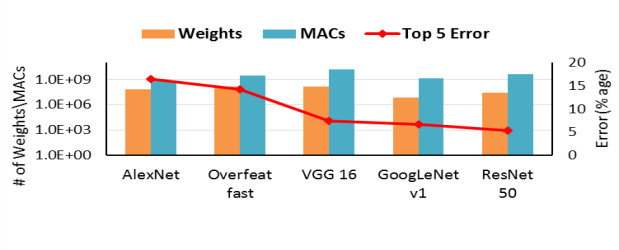 Weights MACs Top 5 Error
# of Weights\MACs
1.0E+09
1.0E+06
1.0E+03
1.0E+00
20
15
10
5
0
Error (% age)
AlexNet Overfeat fast VGG 16 GoogLeNet v1 ResNet 50